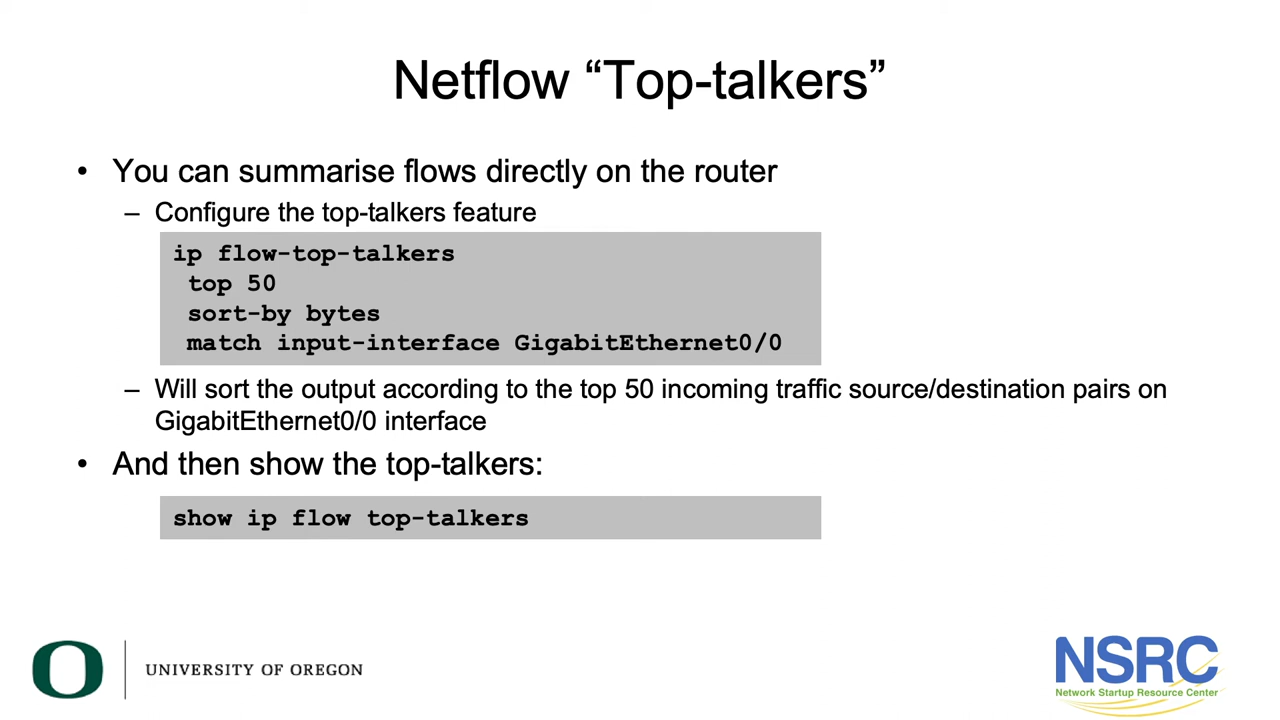 Netflow “Top-talkers”
• You can summarise flows directly on the router
– Configure the top-talkers feature
ip flow-top-talkers
top 50
sort-by bytes
match input-interface GigabitEthernet0/0
– Will sort the output according to the top 50 incoming traffic source/destination pairs on
GigabitEthernet0/0 interface
• And then show the top-talkers:
show ip flow top-talkers
O
UNIVERSITY OF OREGON
NSRC
Network Startup Resource Center